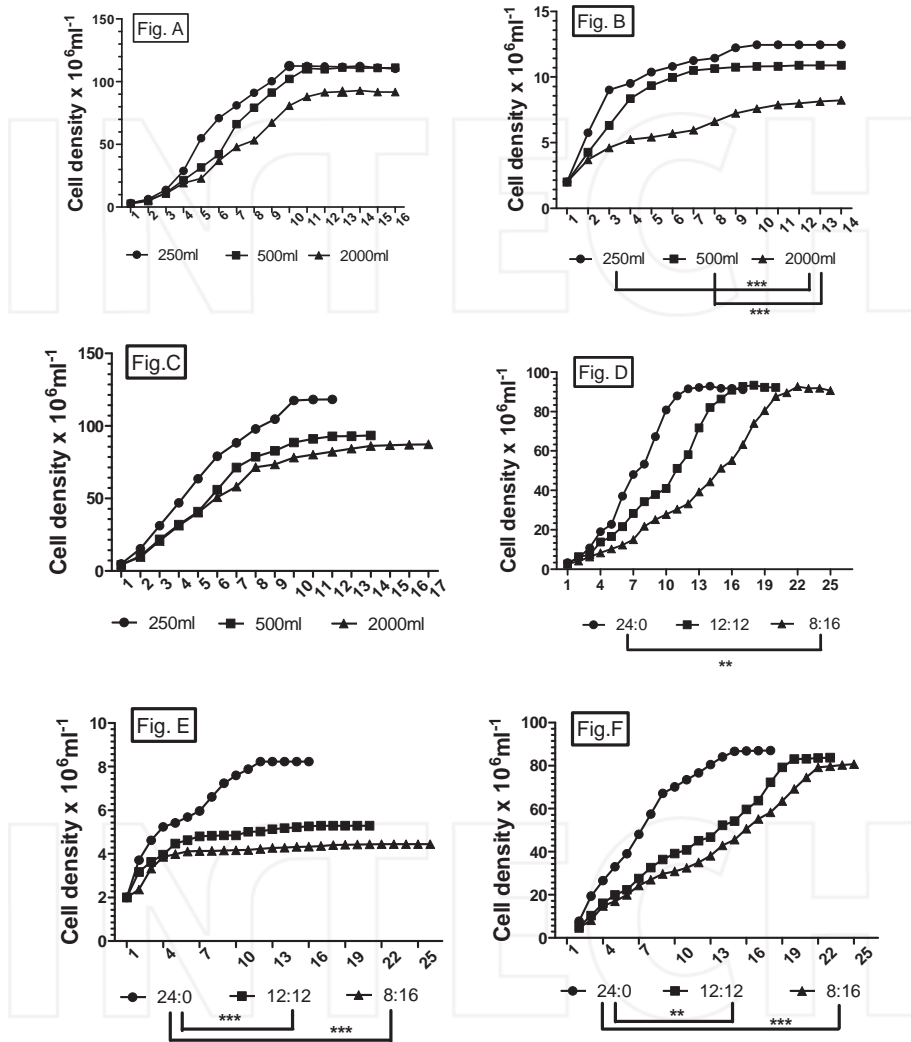 Fig. A
Cell density x 10⁶ml⁻¹
150
100
50
0
1 2 3 4 5 6 7 8 9 10 11 12 13 14 15 16
250ml 500ml 2000ml
Fig. B
Cell density x 10⁶ml⁻¹
15
10
5
0
1 2 3 4 5 6 7 8 9 10 11 12 13 14
250ml 500ml 2000ml
***
***
Fig.C
Cell density x 10⁶ml⁻¹
150
100
50
0
1 2 3 4 5 6 7 8 9 10 11 12 13 14 15 16 17
250ml 500ml 2000ml
Fig. D
Cell density x 10⁶ml⁻¹
100
80
60
40
20
0
1 4 7 10 13 16 19 22 25
24:0 12:12 8:16
**
Fig. E
Cell density x 10⁶ml⁻¹
10
8
6
4
2
0
1 4 7 10 13 16 19 22 25
24:0 12:12 8:16
***
***
Fig.F
Cell density x 10⁶ml⁻¹
100
80
60
40
20
0
1 4 7 10 13 16 19 22 25
24:0 12:12 8:16
**
***
INTECH
INTECH